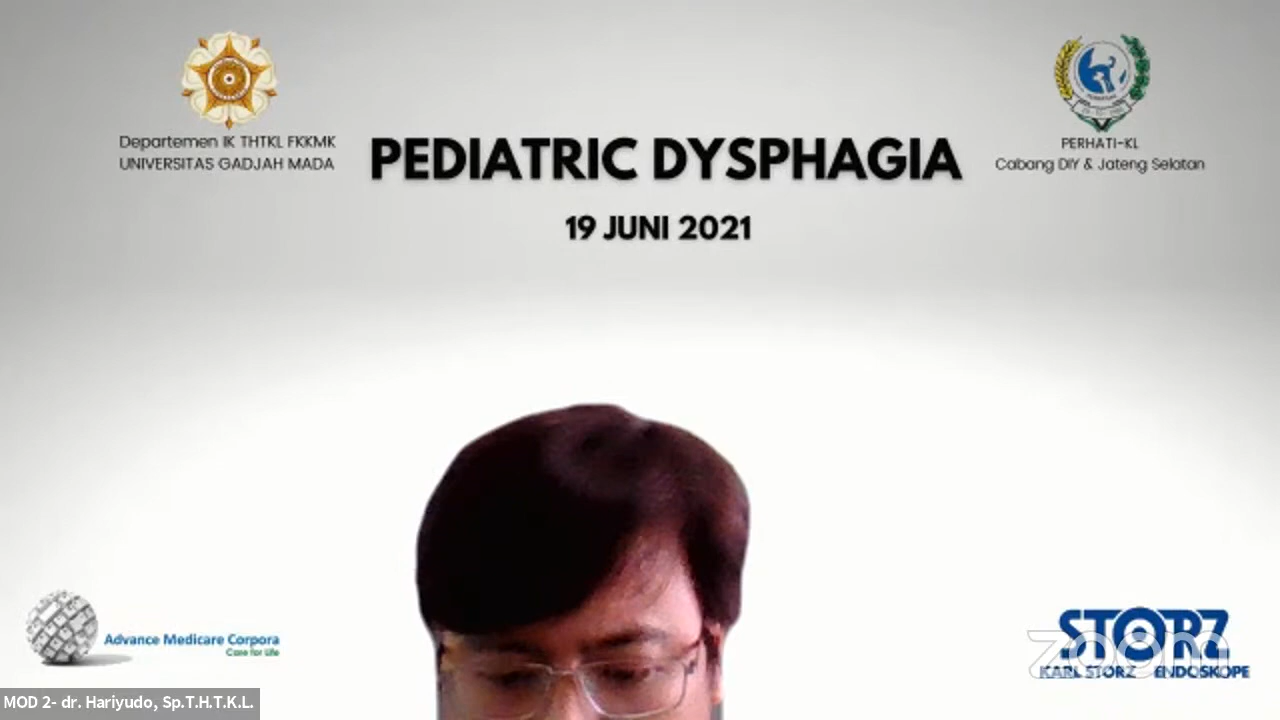 Departemen IK THTKL FKKMK
UNIVERSITAS GADJAH MADA
PEDIATRIC DYSPHAGIA
19 JUNI 2021
PERHATI-KL
Cabang DIY & Jateng Selatan
Advance Medicare Corpora
Care for Life
STORZ
KARL STORZ ENDOSKOPE
zoom
MOD 2- dr. Hariyudo, Sp.T.H.T.K.L.